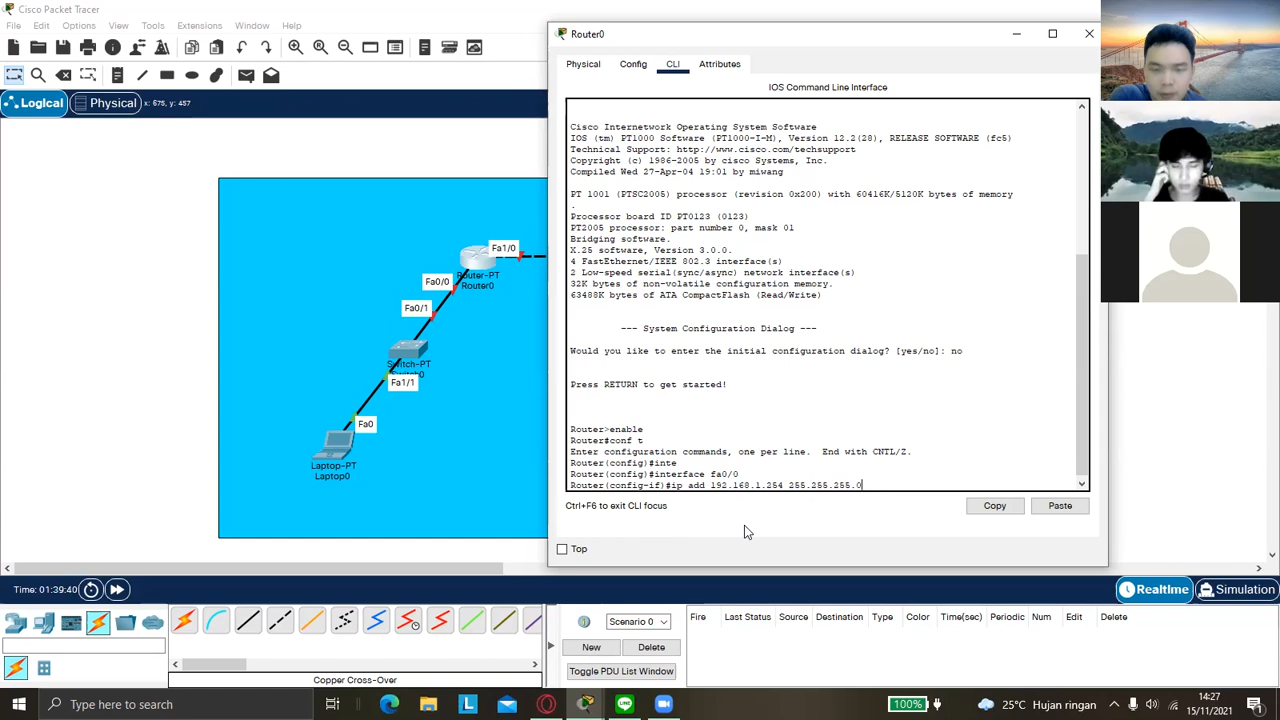 Cisco Packet Tracer
File Edit Options View Tools Extensions Window Help
Logical Physical x: 675, y: 457
Fa1/0
Router-PT
Router0
Fa0/0
Fa0/1
Switch-PT
Switch0
Fa1/1
Fa0
Laptop-PT
Laptop0
Router0
Physical Config CLI Attributes
IOS Command Line Interface
Cisco Internetwork Operating System Software
IOS (tm) PT1000 Software (PT1000-I-M), Version 12.2(28), RELEASE SOFTWARE (fc5)
Technical Support: http://www.cisco.com/techsupport
Copyright (c) 1986-2005 by cisco Systems, Inc.
Compiled Wed 27-Apr-04 19:01 by miwang
PT 1001 (PTSC2005) processor (revision 0x200) with 60416K/5120K bytes of memory
.
Processor board ID PT0123 (0123)
PT2005 processor: part number 0, mask 01
Bridging software.
X.25 software, Version 3.0.0.
4 FastEthernet/IEEE 802.3 interface(s)
2 Low-speed serial(sync/async) network interface(s)
32K bytes of non-volatile configuration memory.
63488K bytes of ATA CompactFlash (Read/Write)
--- System Configuration Dialog ---
Would you like to enter the initial configuration dialog? [yes/no]: no
Press RETURN to get started!
Router>enable
Router#conf t
Enter configuration commands, one per line. End with CNTL/Z.
Router(config)#inte
Router(config)#interface fa0/0
Router(config-if)#ip add 192.168.1.254 255.255.255.0
Ctrl+F6 to exit CLI focus
Copy Paste
Top
Time: 01:39:40
Realtime Simulation
Scenario 0
New Delete
Toggle PDU List Window
Fire Last Status Source Destination Type Color Time(sec) Periodic Num Edit Delete
Copper Cross-Over
Type here to search
100%
25°C Hujan ringan
14:27
15/11/2021